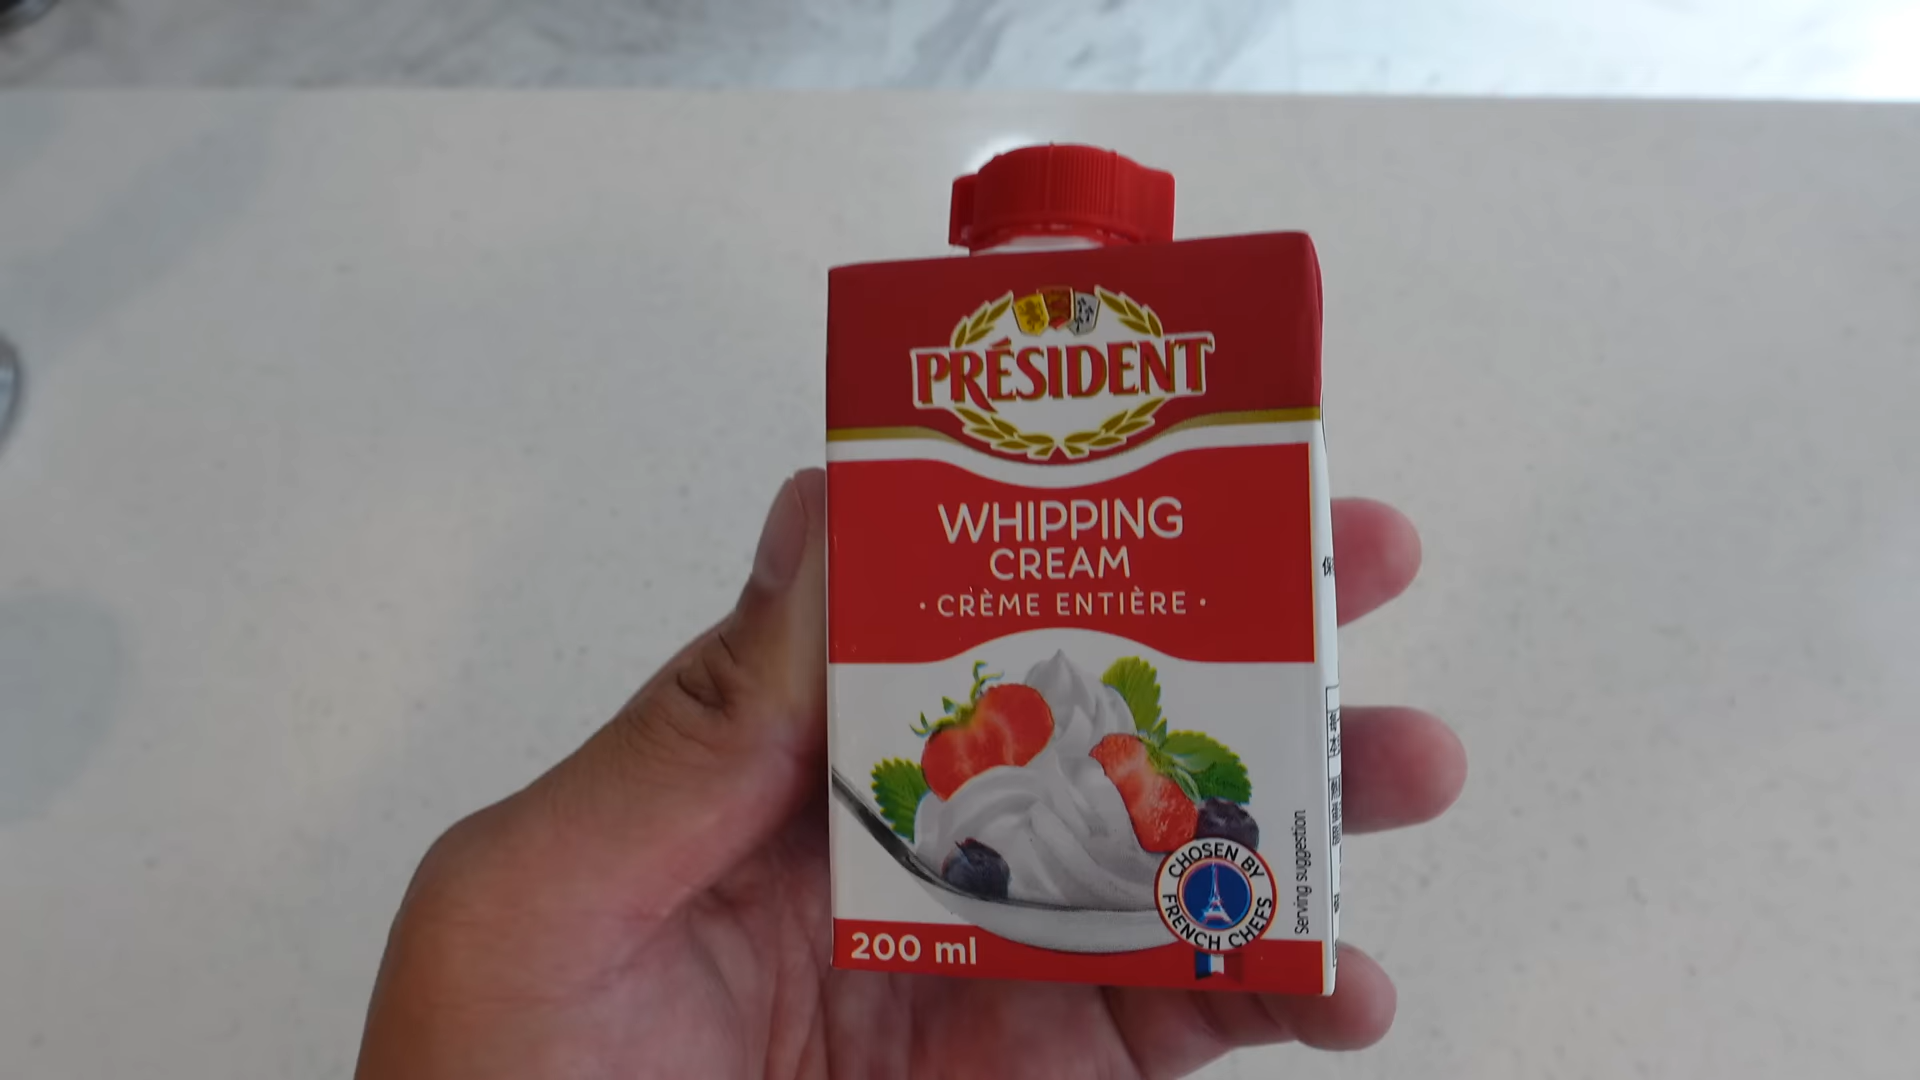 PRÉSIDENT
WHIPPING
CREAM
• CRÈME ENTIÈRE •
CHOSEN BY
FRENCH CHEFS
Serving suggestion
200 ml